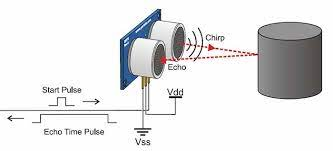 Chirp
Echo
Start Pulse
Vdd
Echo Time Pulse
Vss